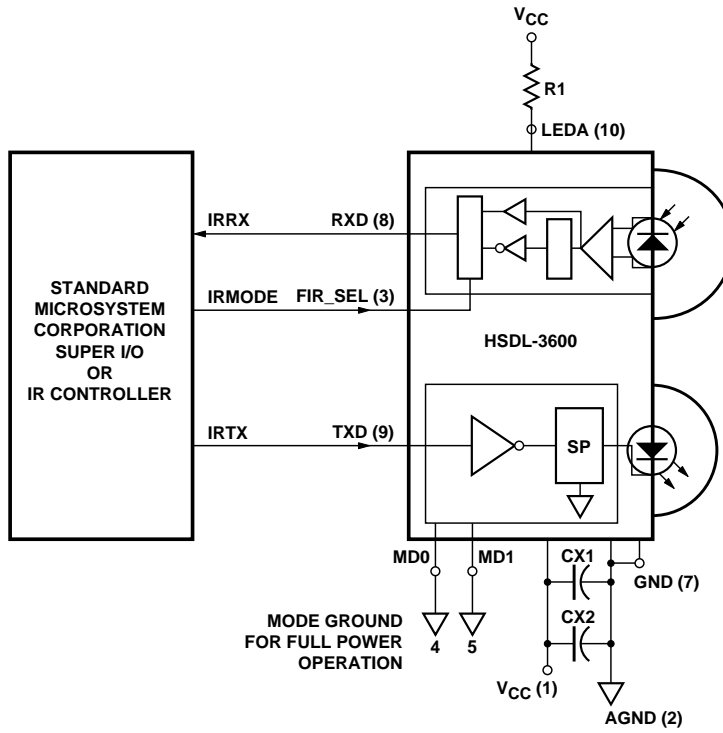 VCC
R1
LEDA (10)
IRRX
RXD (8)
STANDARD
MICROSYSTEM
CORPORATION
SUPER I/O
OR
IR CONTROLLER
IRMODE
FIR_SEL (3)
HSDL-3600
IRTX
TXD (9)
SP
MD0
MD1
CX1
GND (7)
MODE GROUND
FOR FULL POWER
OPERATION
4
5
CX2
VCC (1)
AGND (2)